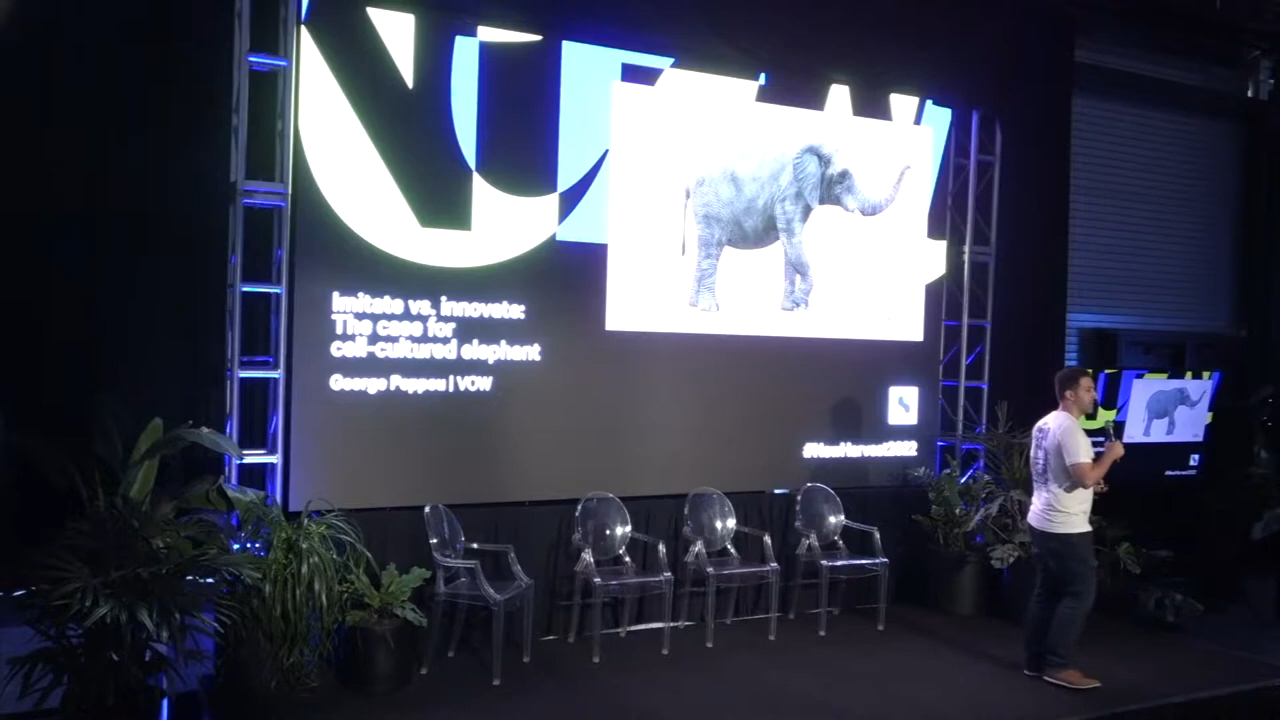 Imitate vs. innovate:
The case for
cell-cultured elephant
George Peppou | VOW
#NewHarvest2022